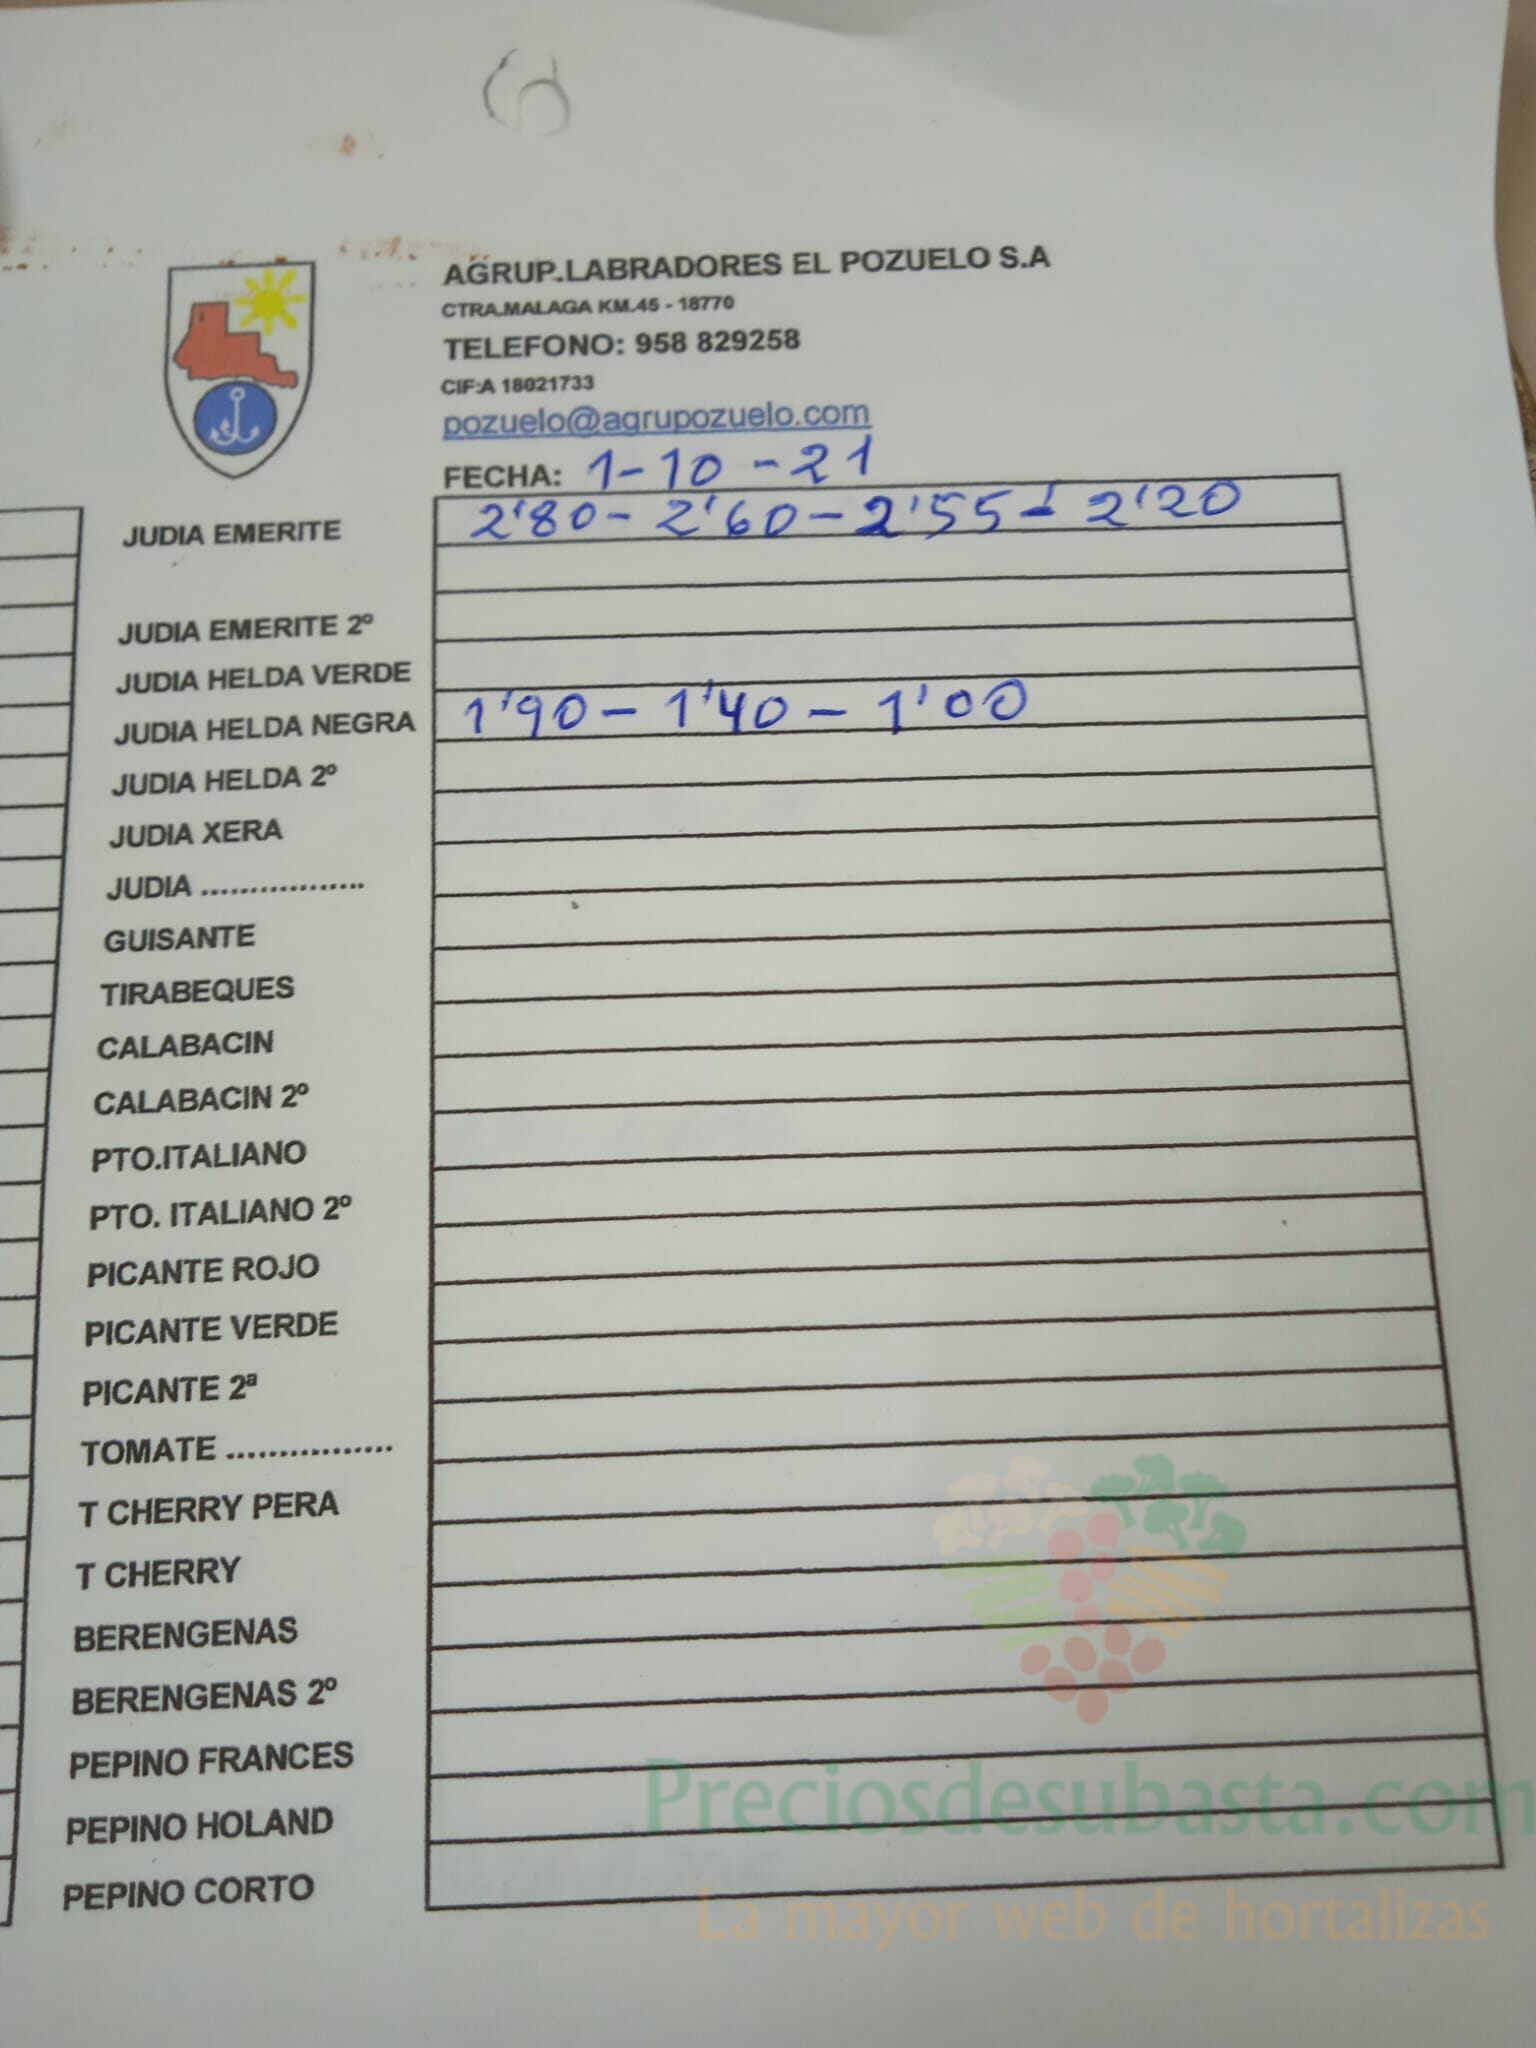 AGRUP.LABRADORES EL POZUELO S.A
CTRA.MALAGA KM.45 - 18770
TELEFONO: 958 829258
CIF:A 18021733
pozuelo@agrupozuelo.com
FECHA: 1-10-21
JUDIA EMERITE 2'80 - 2'60 - 2'55 - 2'20
JUDIA EMERITE 2º
JUDIA HELDA VERDE
JUDIA HELDA NEGRA 1'90 - 1'40 - 1'00
JUDIA HELDA 2º
JUDIA XERA
JUDIA ..................
GUISANTE
TIRABEQUES
CALABACIN
CALABACIN 2º
PTO.ITALIANO
PTO. ITALIANO 2º
PICANTE ROJO
PICANTE VERDE
PICANTE 2ª
TOMATE ................
T CHERRY PERA
T CHERRY
BERENGENAS
BERENGENAS 2º
PEPINO FRANCES
PEPINO HOLAND
PEPINO CORTO
Preciosdesubasta.com
La mayor web de hortalizas